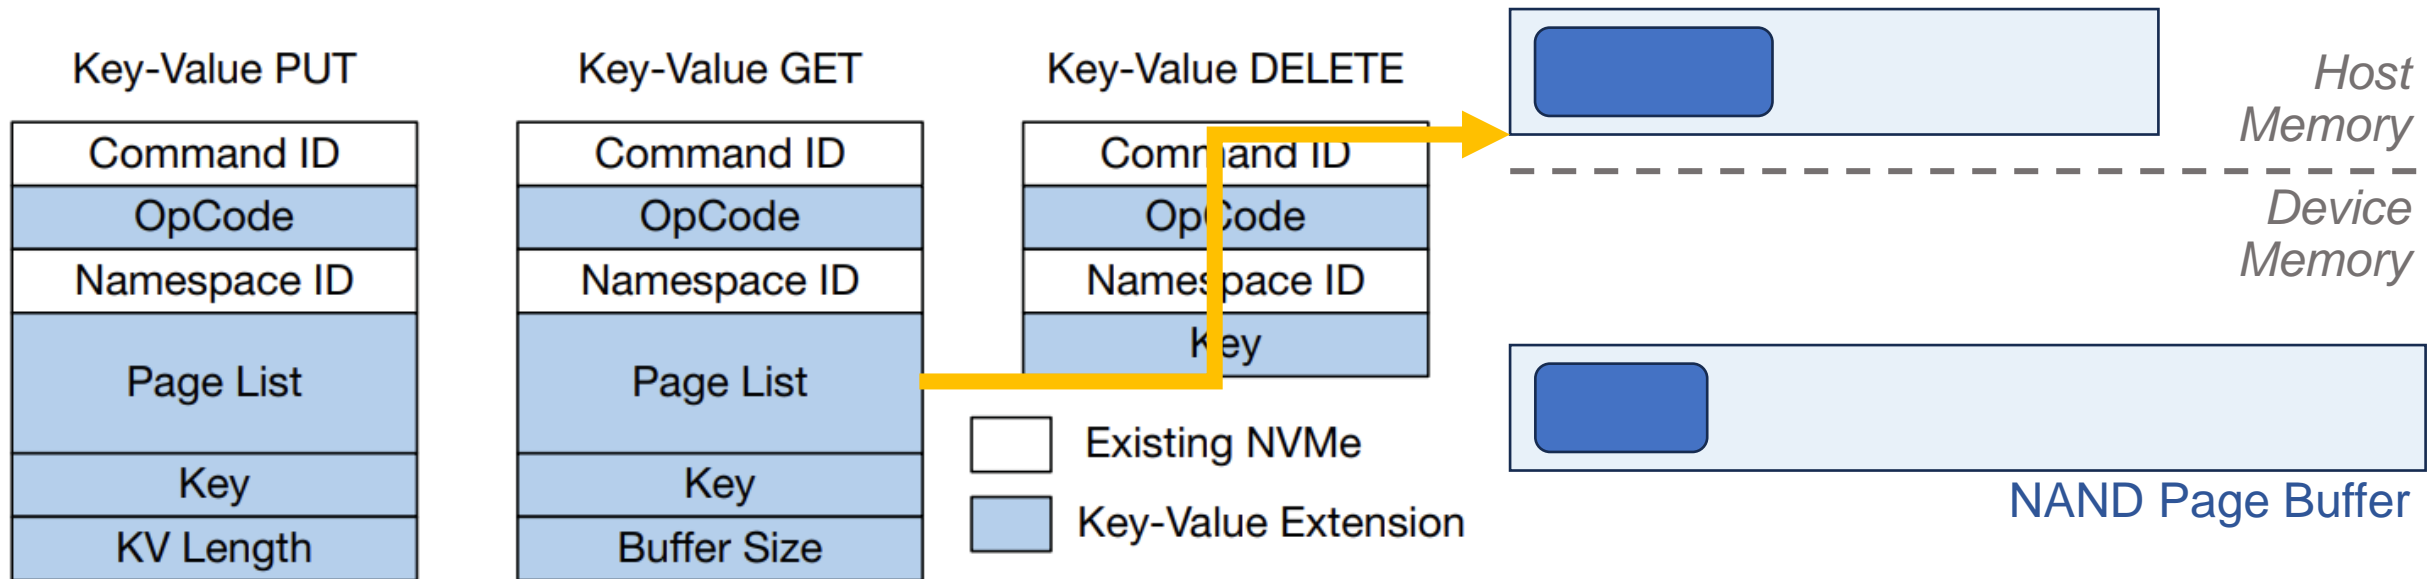 Key-Value PUT
Command ID
OpCode
Namespace ID
Page List
Key
KV Length
Key-Value GET
Command ID
OpCode
Namespace ID
Page List
Key
Buffer Size
Key-Value DELETE
Command ID
OpCode
Namespace ID
Key
Existing NVMe
Key-Value Extension
Host
Memory
Device
Memory
NAND Page Buffer